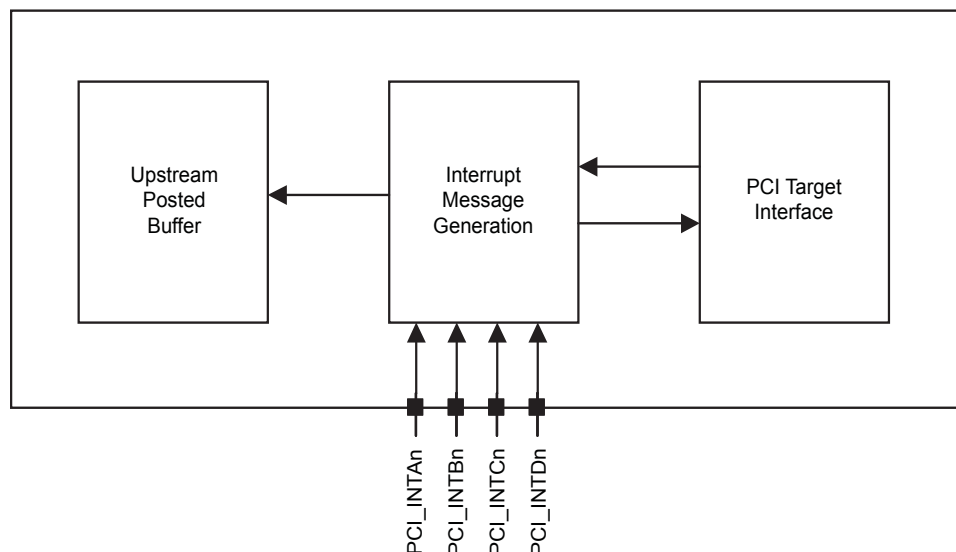 Upstream
Posted
Buffer
Interrupt
Message
Generation
PCI Target
Interface
PCI_INTAn
PCI_INTBn
PCI_INTCn
PCI_INTDn